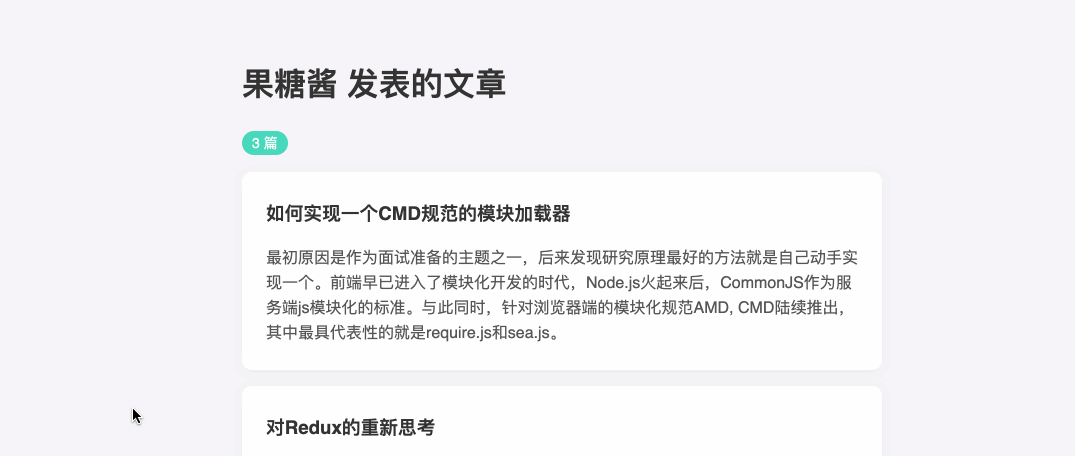 果糖酱 发表的文章
3 篇
如何实现一个CMD规范的模块加载器
最初原因是作为面试准备的主题之一，后来发现研究原理最好的方法就是自己动手实
现一个。前端早已进入了模块化开发的时代，Node.js火起来后，CommonJS作为服
务端js模块化的标准。与此同时，针对浏览器端的模块化规范AMD, CMD陆续推出，
其中最具代表性的就是require.js和sea.js。
对Redux的重新思考